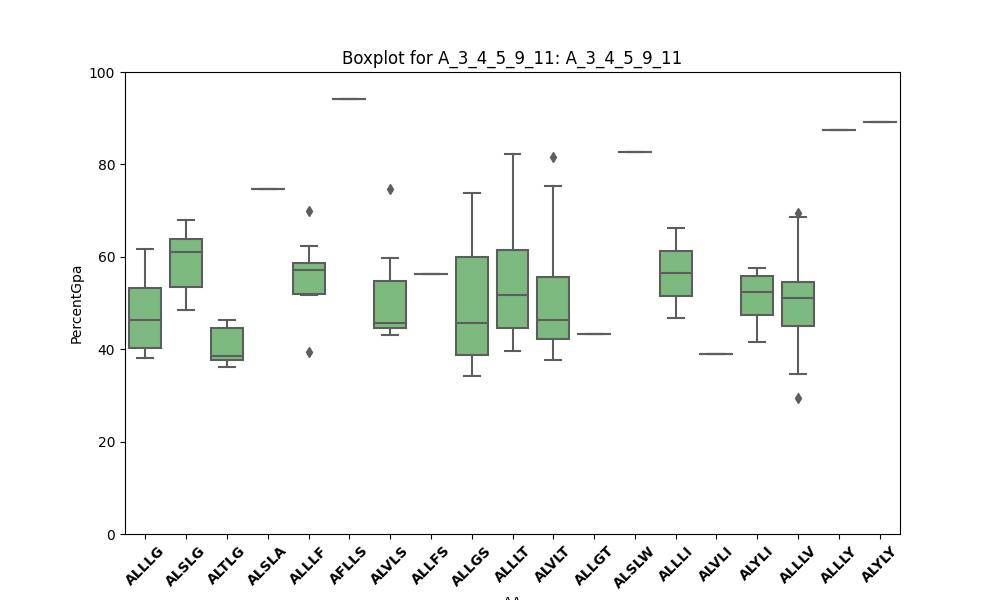 Boxplot for A_3_4_5_9_11: A_3_4_5_9_11
PercentGpa
100
80
60
40
20
0
ALLLG ALSLG ALTLG ALSLA ALLLF AFLLS ALVLS ALLFS ALLGS ALLLT ALVLT ALLGT ALSLW ALLLI ALVLI ALYLI ALLLV ALLLY ALYLY